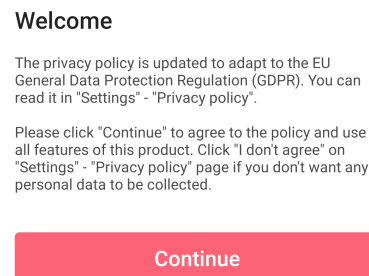 Welcome
The privacy policy is updated to adapt to the EU
General Data Protection Regulation (GDPR). You can
read it in "Settings" - "Privacy policy".
Please click "Continue" to agree to the policy and use
all features of this product. Click "I don't agree" on
"Settings" - "Privacy policy" page if you don't want any
personal data to be collected.
Continue